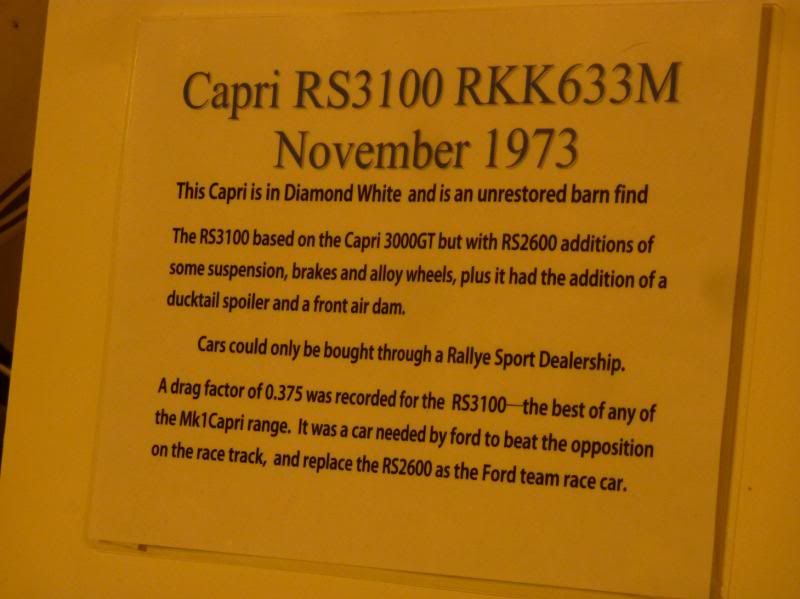 Capri RS3100 RKK633M
November 1973
This Capri is in Diamond White and is an unrestored barn find
The RS3100 based on the Capri 3000GT but with RS2600 additions of
some suspension, brakes and alloy wheels, plus it had the addition of a
ducktail spoiler and a front air dam.
Cars could only be bought through a Rallye Sport Dealership.
A drag factor of 0.375 was recorded for the RS3100—the best of any of
the Mk1Capri range. It was a car needed by ford to beat the opposition
on the race track, and replace the RS2600 as the Ford team race car.